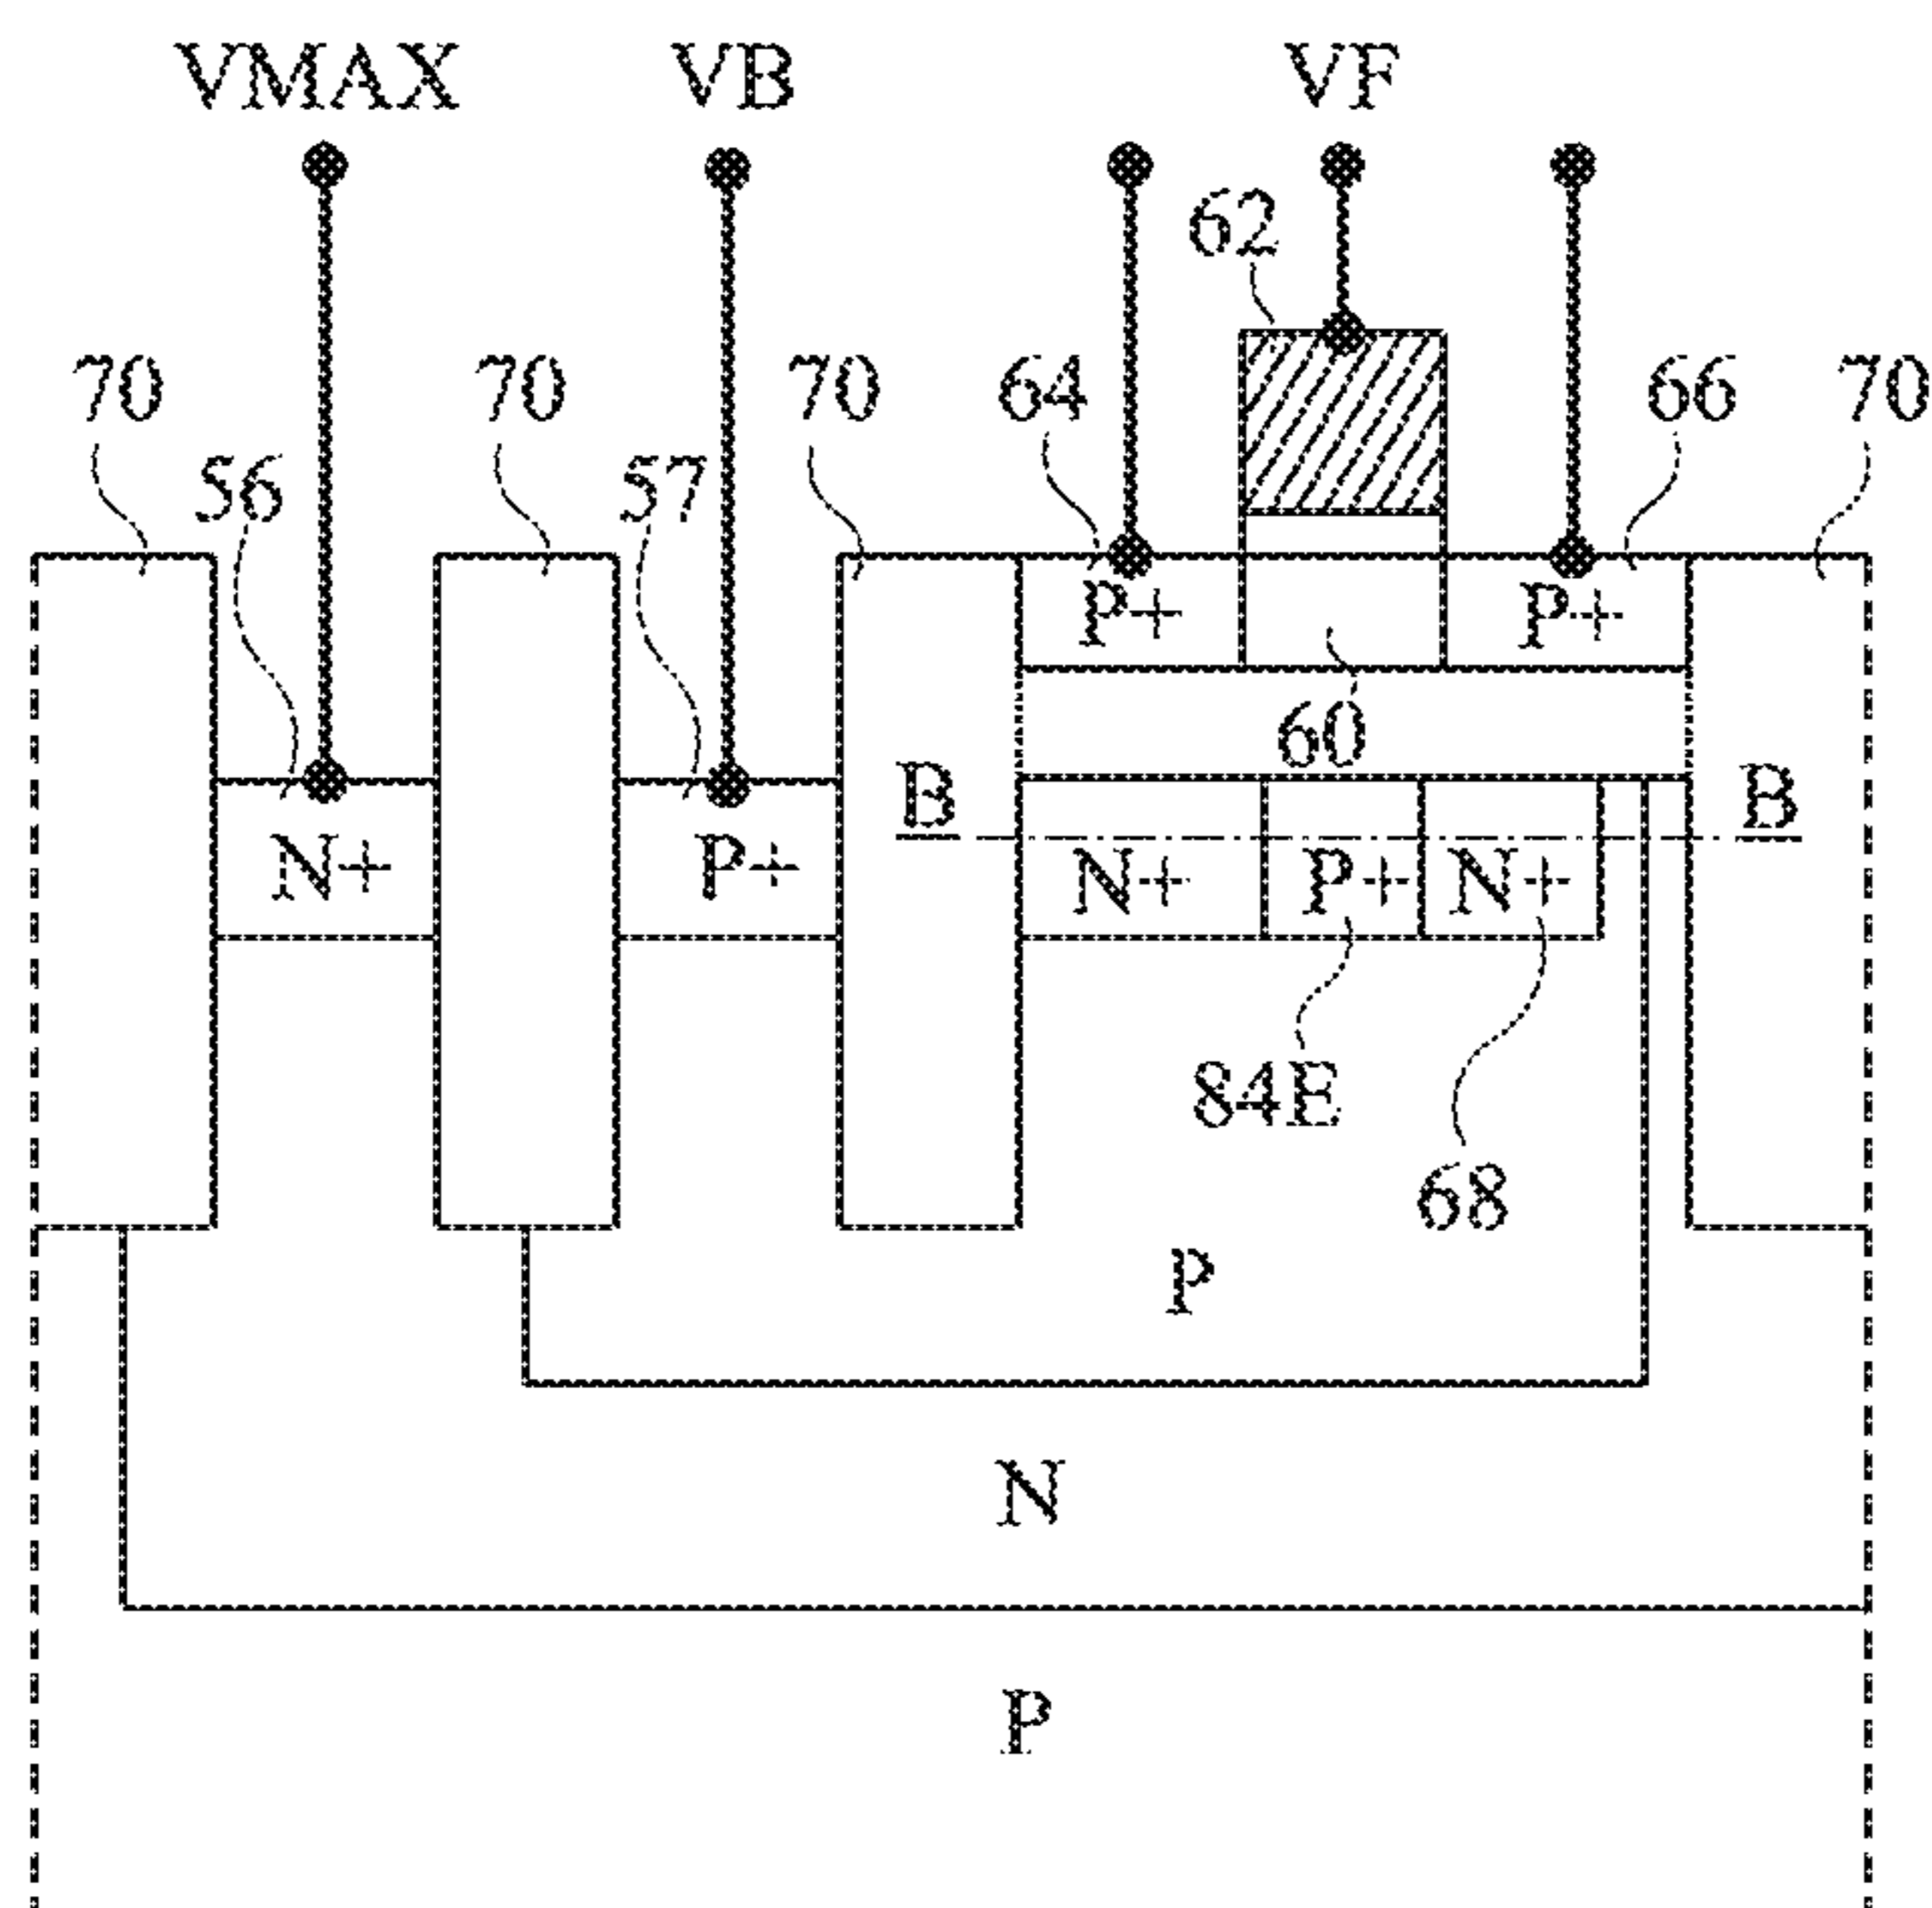 VMAX VB VF
62
70 70 70 64 66 70
56 57
P+ P+
60
B B
N+ P+ N+ P+ N+
84E
68
P
N
P